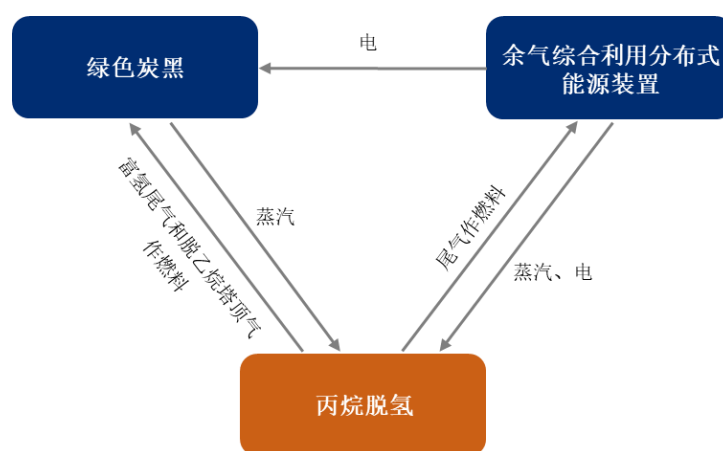 电
绿色炭黑
余气综合利用分布式
能源装置
富氢尾气和脱乙烷塔顶气
作燃料
蒸汽
尾气作燃料
蒸汽、电
丙烷脱氢